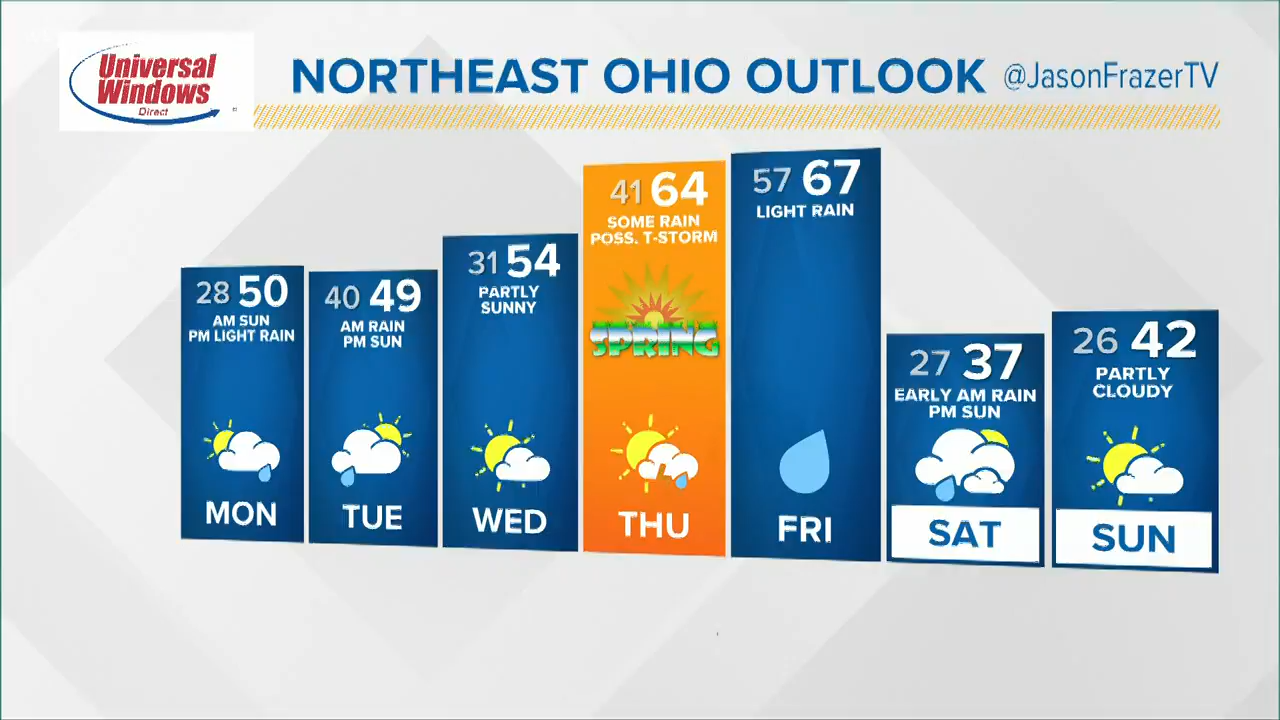 Universal
Windows
Direct
NORTHEAST OHIO OUTLOOK @JasonFrazerTV
28 50
AM SUN
PM LIGHT RAIN
MON
40 49
AM RAIN
PM SUN
TUE
31 54
PARTLY
SUNNY
WED
41 64
SOME RAIN
POSS. T-STORM
SPRING
THU
57 67
LIGHT RAIN
FRI
27 37
EARLY AM RAIN
PM SUN
SAT
26 42
PARTLY
CLOUDY
SUN